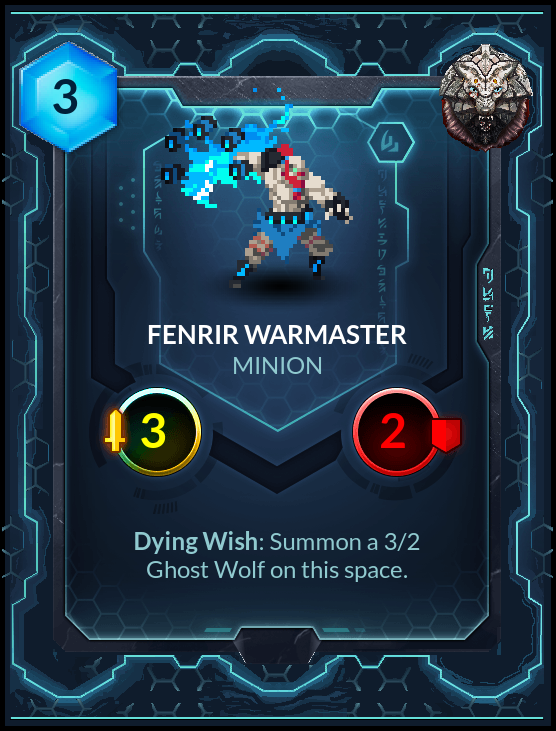 3
FENRIR WARMASTER
MINION
3
2
Dying Wish: Summon a 3/2
Ghost Wolf on this space.